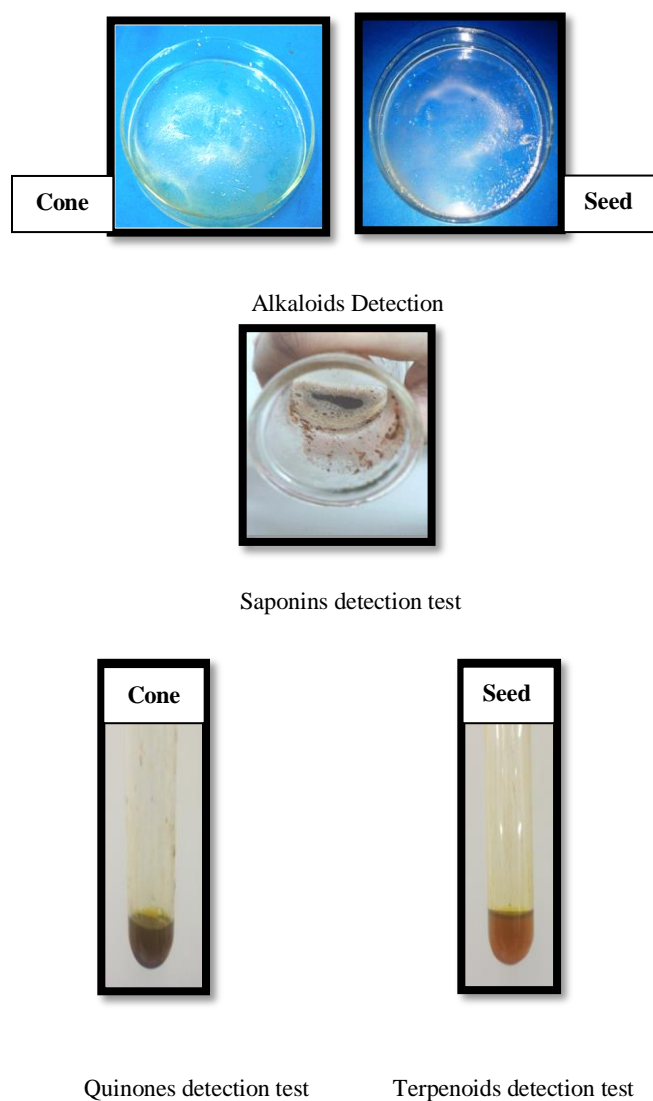 Cone
Seed
Alkaloids Detection
Saponins detection test
Cone
Seed
Quinones detection test
Terpenoids detection test